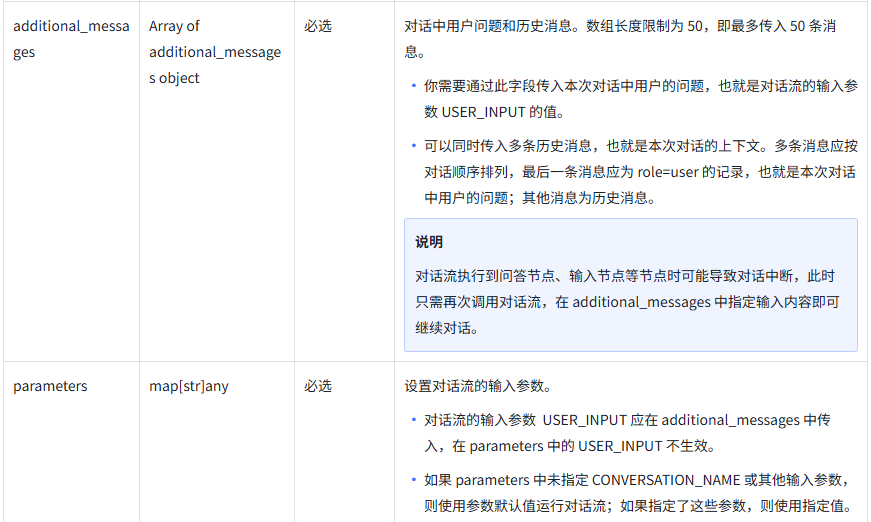 additional_messa
ges
Array of
additional_message
s object
必选
对话中用户问题和历史消息。数组长度限制为 50，即最多传入 50 条消
息。
• 你需要通过此字段传入本次对话中用户的问题，也就是对话流的输入参
数 USER_INPUT 的值。
• 可以同时传入多条历史消息，也就是本次对话的上下文。多条消息应按
对话顺序排列，最后一条消息应为 role=user 的记录，也就是本次对话
中用户的问题；其他消息为历史消息。
说明
对话流执行到问答节点、输入节点等节点时可能导致对话中断，此时
只需再次调用对话流，在 additional_messages 中指定输入内容即可
继续对话。
parameters
map[str]any
必选
设置对话流的输入参数。
• 对话流的输入参数 USER_INPUT 应在 additional_messages 中传
入，在 parameters 中的 USER_INPUT 不生效。
• 如果 parameters 中未指定 CONVERSATION_NAME 或其他输入参数，
则使用参数默认值运行对话流；如果指定了这些参数，则使用指定值。